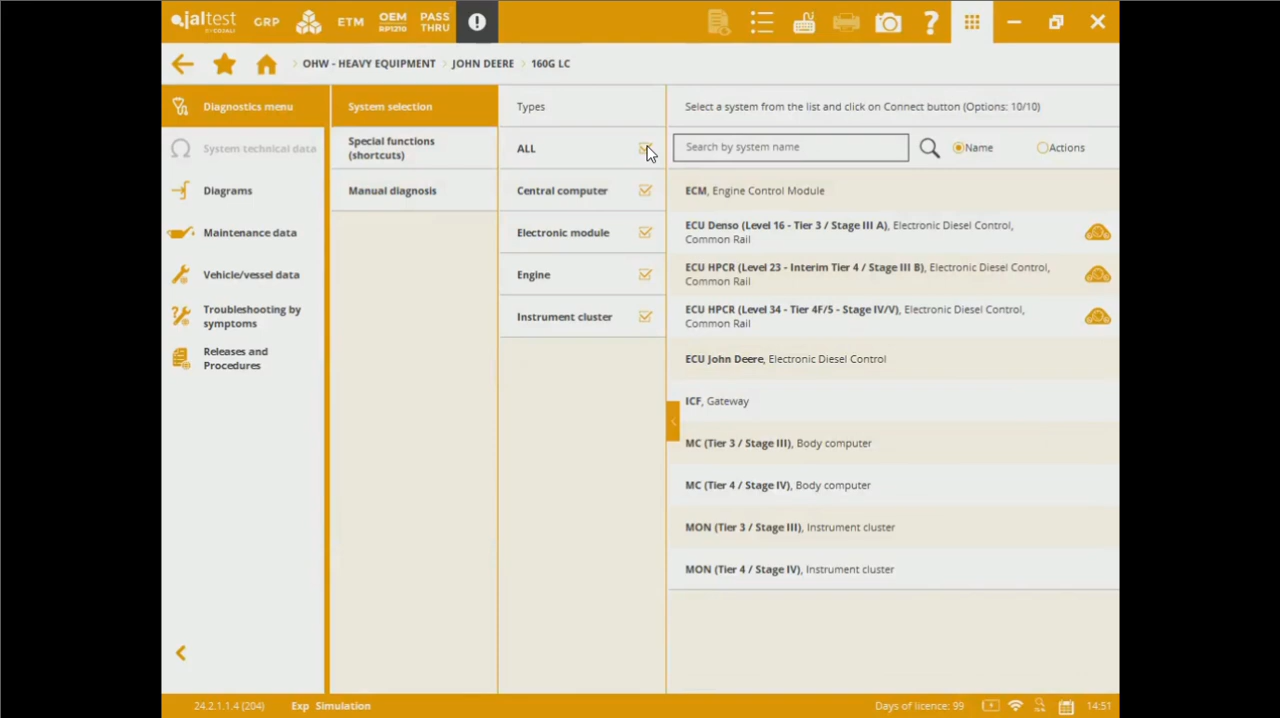 jaltest
BY COJALI
GRP
ETM
OEM
RP1210
PASS
THRU
OHW - HEAVY EQUIPMENT
JOHN DEERE
160G LC
Diagnostics menu
System technical data
Diagrams
Maintenance data
Vehicle/vessel data
Troubleshooting by
symptoms
Releases and
Procedures
System selection
Special functions
(shortcuts)
Manual diagnosis
Types
ALL
Central computer
Electronic module
Engine
Instrument cluster
Select a system from the list and click on Connect button (Options: 10/10)
Search by system name
Name
Actions
ECM, Engine Control Module
ECU Denso (Level 16 - Tier 3 / Stage III A), Electronic Diesel Control,
Common Rail
ECU HPCR (Level 23 - Interim Tier 4 / Stage III B), Electronic Diesel Control,
Common Rail
ECU HPCR (Level 34 - Tier 4F/5 - Stage IV/V), Electronic Diesel Control,
Common Rail
ECU John Deere, Electronic Diesel Control
ICF, Gateway
MC (Tier 3 / Stage III), Body computer
MC (Tier 4 / Stage IV), Body computer
MON (Tier 3 / Stage III), Instrument cluster
MON (Tier 4 / Stage IV), Instrument cluster
24.2.1.1.4 (204)
Exp Simulation
Days of licence: 99
14:51